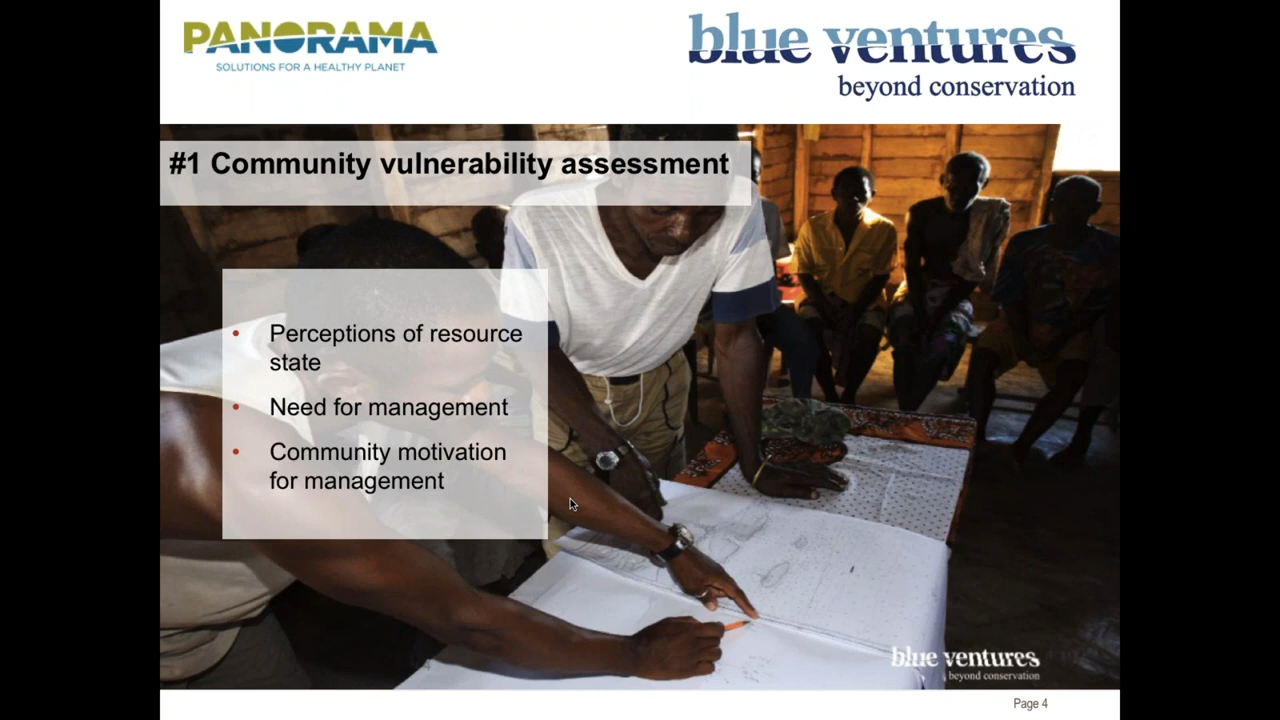 PANORAMA
SOLUTIONS FOR A HEALTHY PLANET
blue ventures
beyond conservation
#1 Community vulnerability assessment
• Perceptions of resource
state
• Need for management
• Community motivation
for management
blue ventures
beyond conservation
Page 4